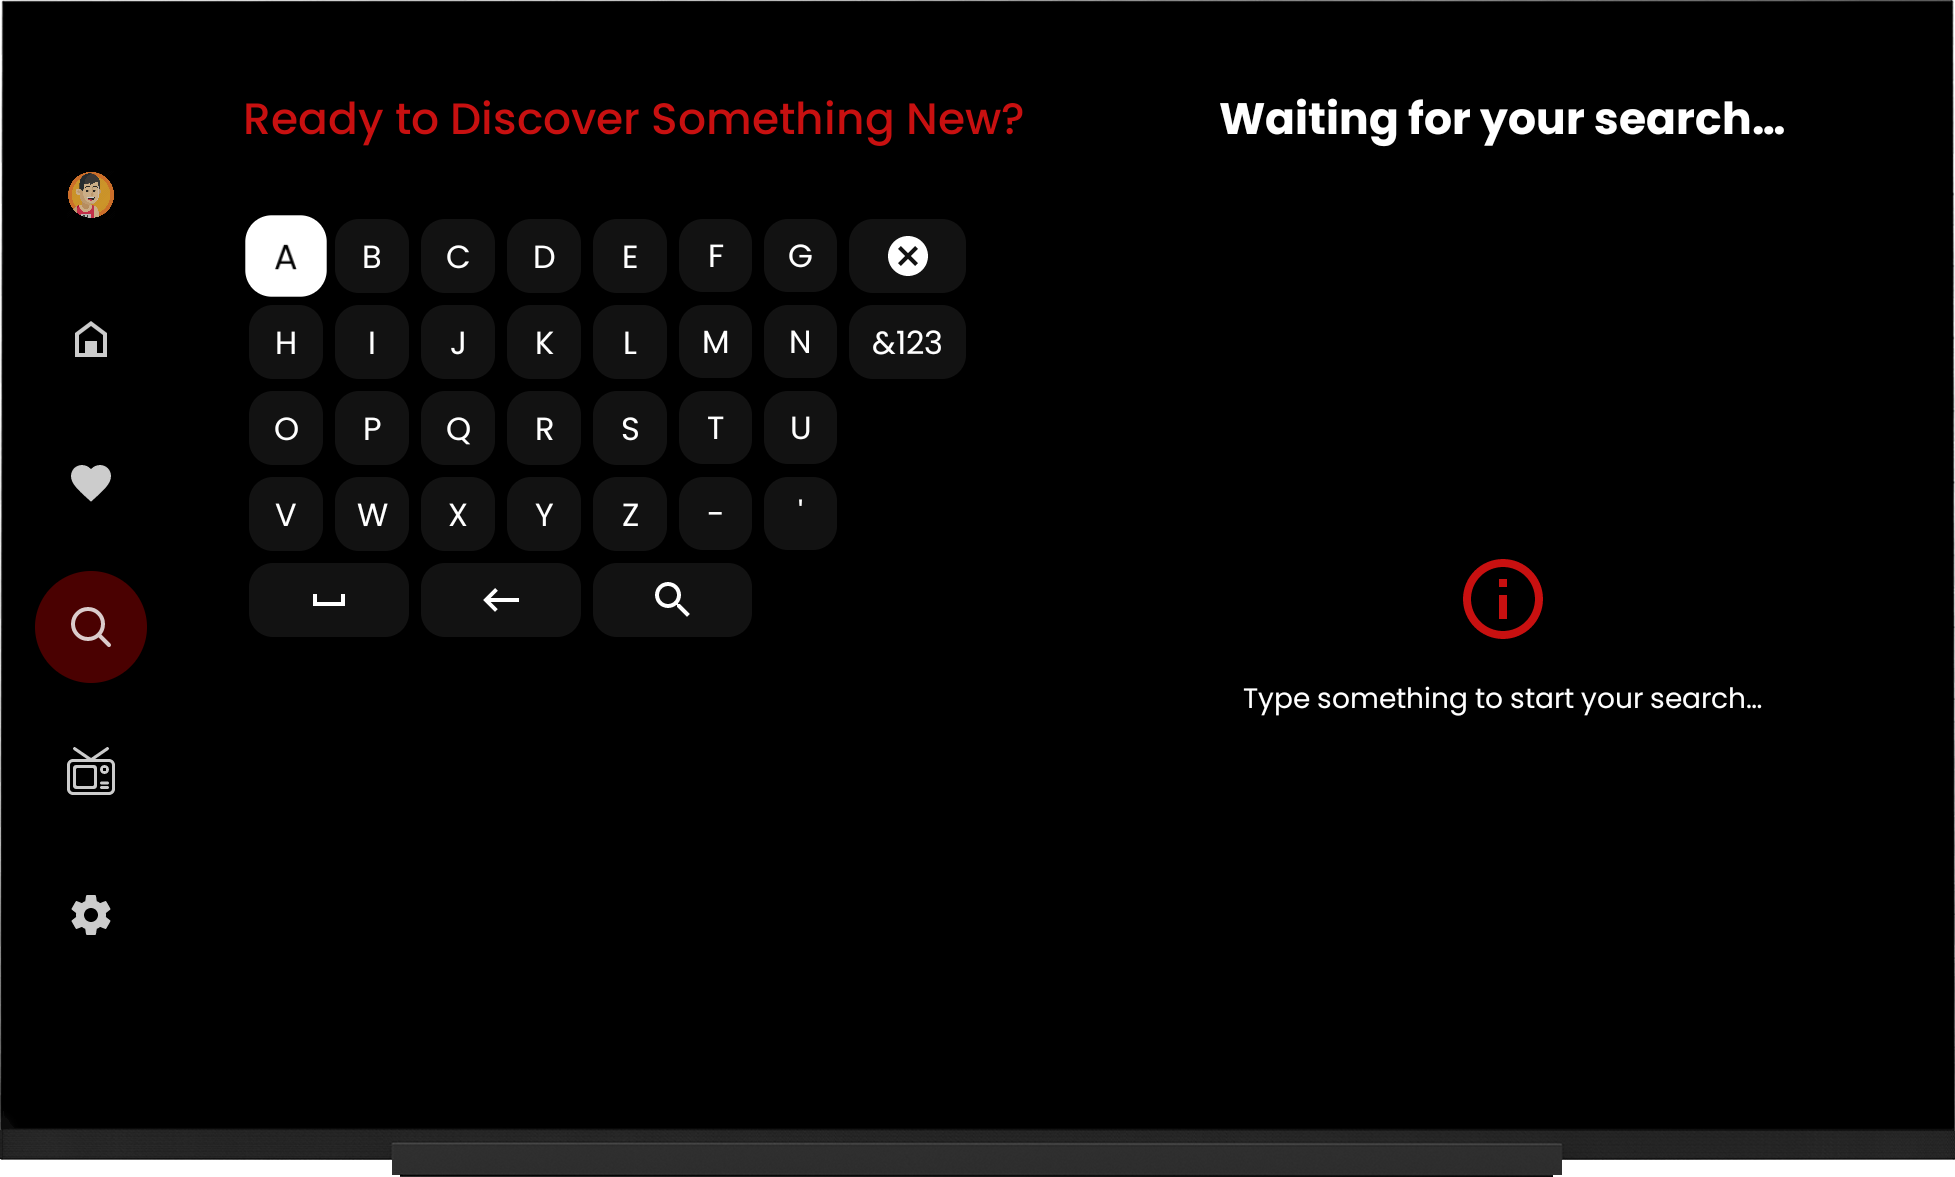 Ready to Discover Something New?
Waiting for your search...
A B C D E F G
H I J K L M N &123
O P Q R S T U
V W X Y Z - '
Type something to start your search...